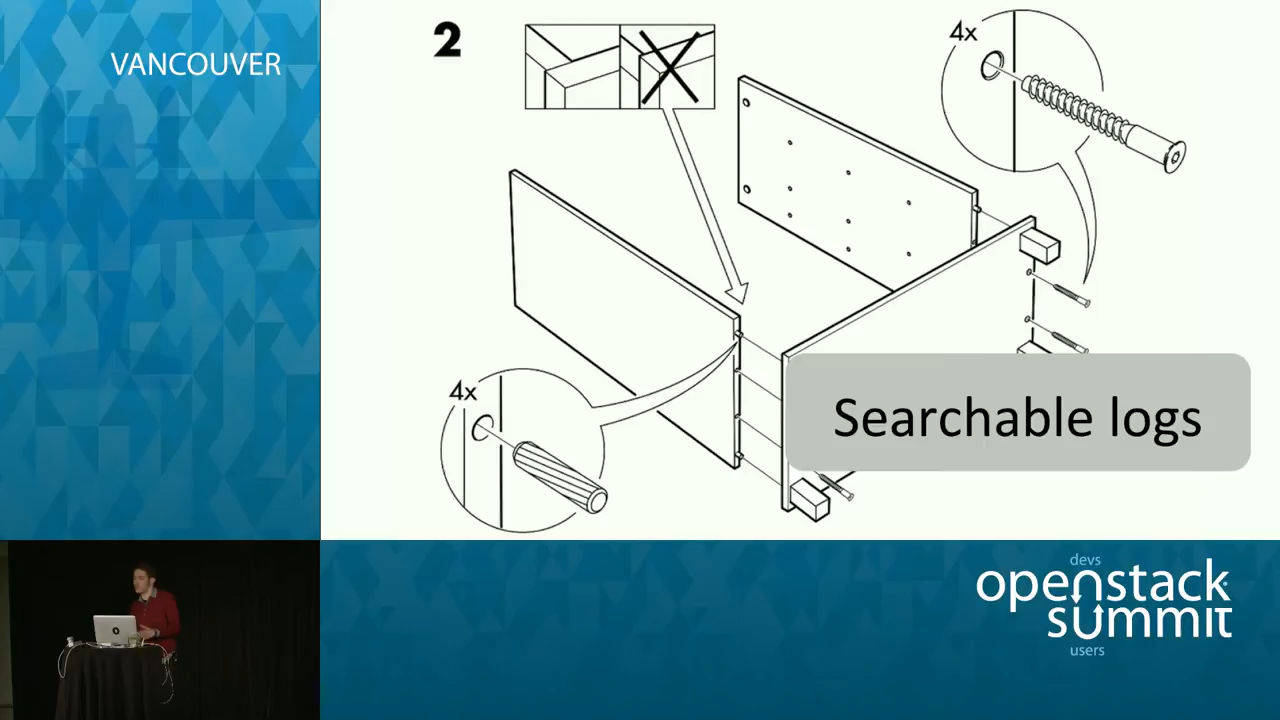 VANCOUVER
2
4x
4x
Searchable logs
devs
openstack
summit
users